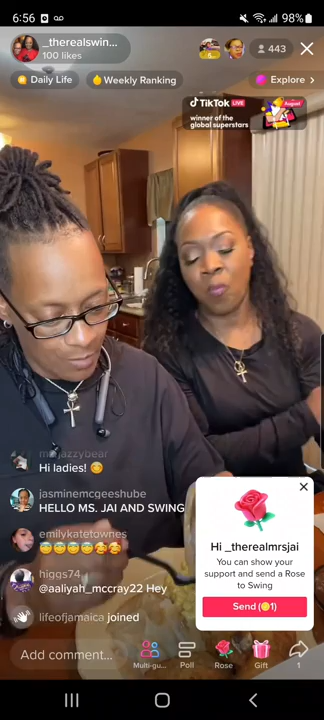 6:56
98%
_therealswin...
100 likes
443
Daily Life
Weekly Ranking
Explore >
TikTok LIVE
August
winner of the
global superstars
Hi ladies! 😊
jasminemcgeeshube
HELLO MS. JAI AND SWING
emilykatetownes
😇😇😇😇🥰🥰
higgs74
@aaliyah_mccray22 Hey
lifeofjamaica joined
Hi _therealmrsjai
You can show your
support and send a Rose
to Swing
Send (1)
Add comment...
Multi-gu...
Poll
Rose
Gift
1